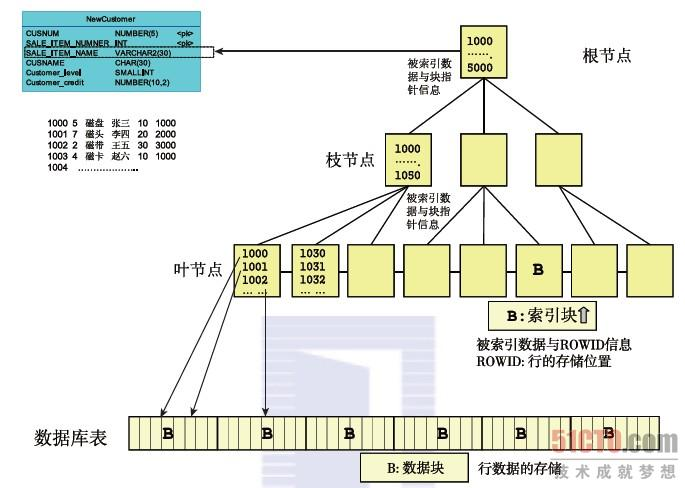 NewCustomer
CUSNUM NUMBER(5) <pk>
SALE_ITEM_NUMNER INT <pk>
SALE_ITEM_NAME VARCHAR2(30)
CUSNAME CHAR(30)
Customer_level SMALLINT
Customer_credit NUMBER(10,2)
1000 5 磁盘 张三 10 1000
1001 7 磁头 李四 20 2000
1002 2 磁带 王五 30 3000
1003 4 磁卡 赵六 10 1000
1004 ....................
1000
.......
5000
根节点
被索引数
据与块指
针信息
枝节点
1000
.......
1050
被索引数
据与块指
针信息
叶节点
1000
1001
1002
... ...
1030
1031
1032
... ...
B
B:索引块
被索引数据与ROWID信息
ROWID: 行的存储位置
数据库表
B B B B B B
B: 数据块
行数据的存储
51CTO.com
技术成就梦想